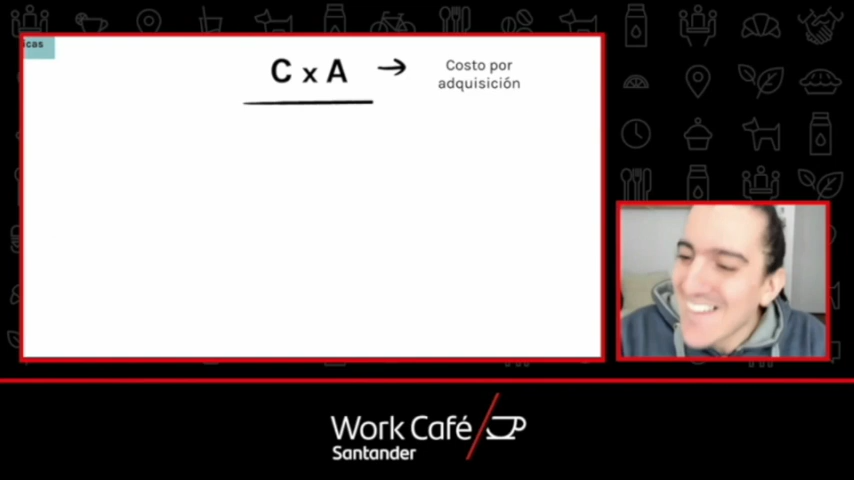 icas
C x A → Costo por
adquisición
Work Café
Santander